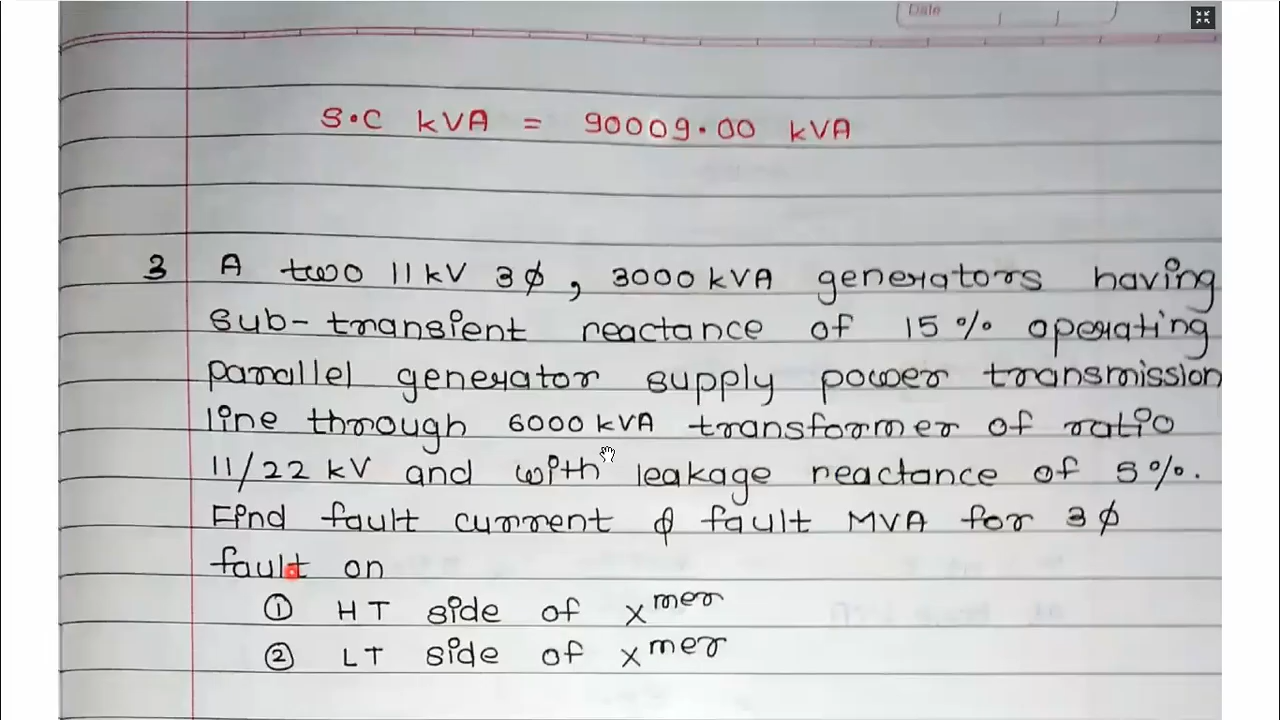 Date
S.C kVA = 90009.00 kVA
3 A two 11 kV 3φ, 3000 kVA generators having
sub-transient reactance of 15% operating
parallel generator supply power transmission
line through 6000 kVA transformer of ratio
11/22 kV and with leakage reactance of 5%.
Find fault current & fault MVA for 3φ
fault on
① HT side of xmer
② LT side of xmer